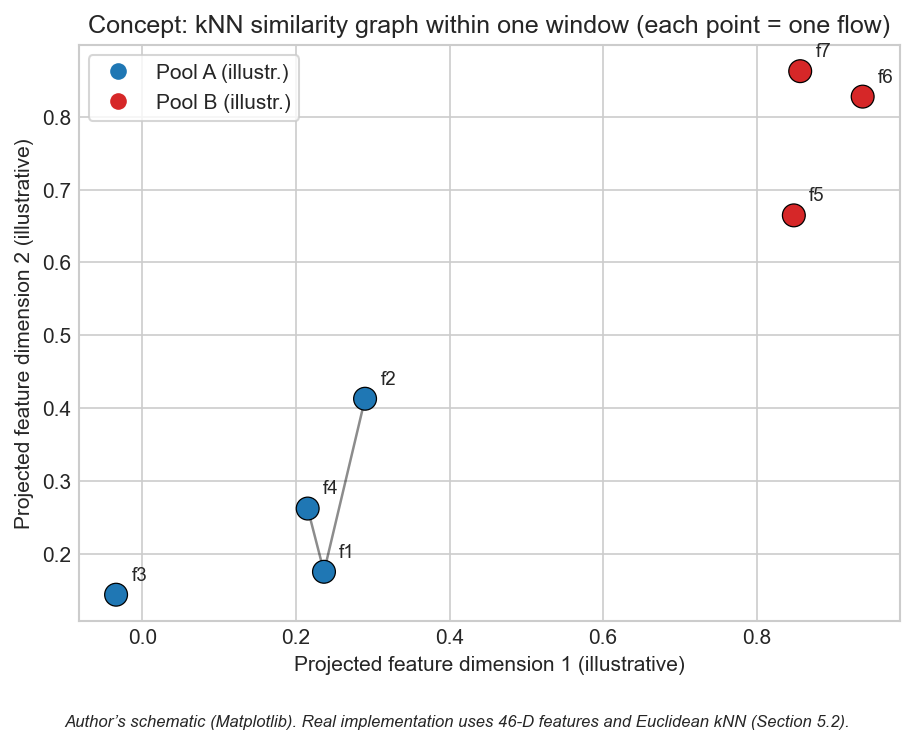 Concept: kNN similarity graph within one window (each point = one flow)
Pool A (illustr.)
Pool B (illustr.)
f7
f6
f5
f2
f4
f1
f3
0.8
0.7
0.6
0.5
0.4
0.3
0.2
Projected feature dimension 2 (illustrative)
0.0 0.2 0.4 0.6 0.8
Projected feature dimension 1 (illustrative)
Author’s schematic (Matplotlib). Real implementation uses 46-D features and Euclidean kNN (Section 5.2).